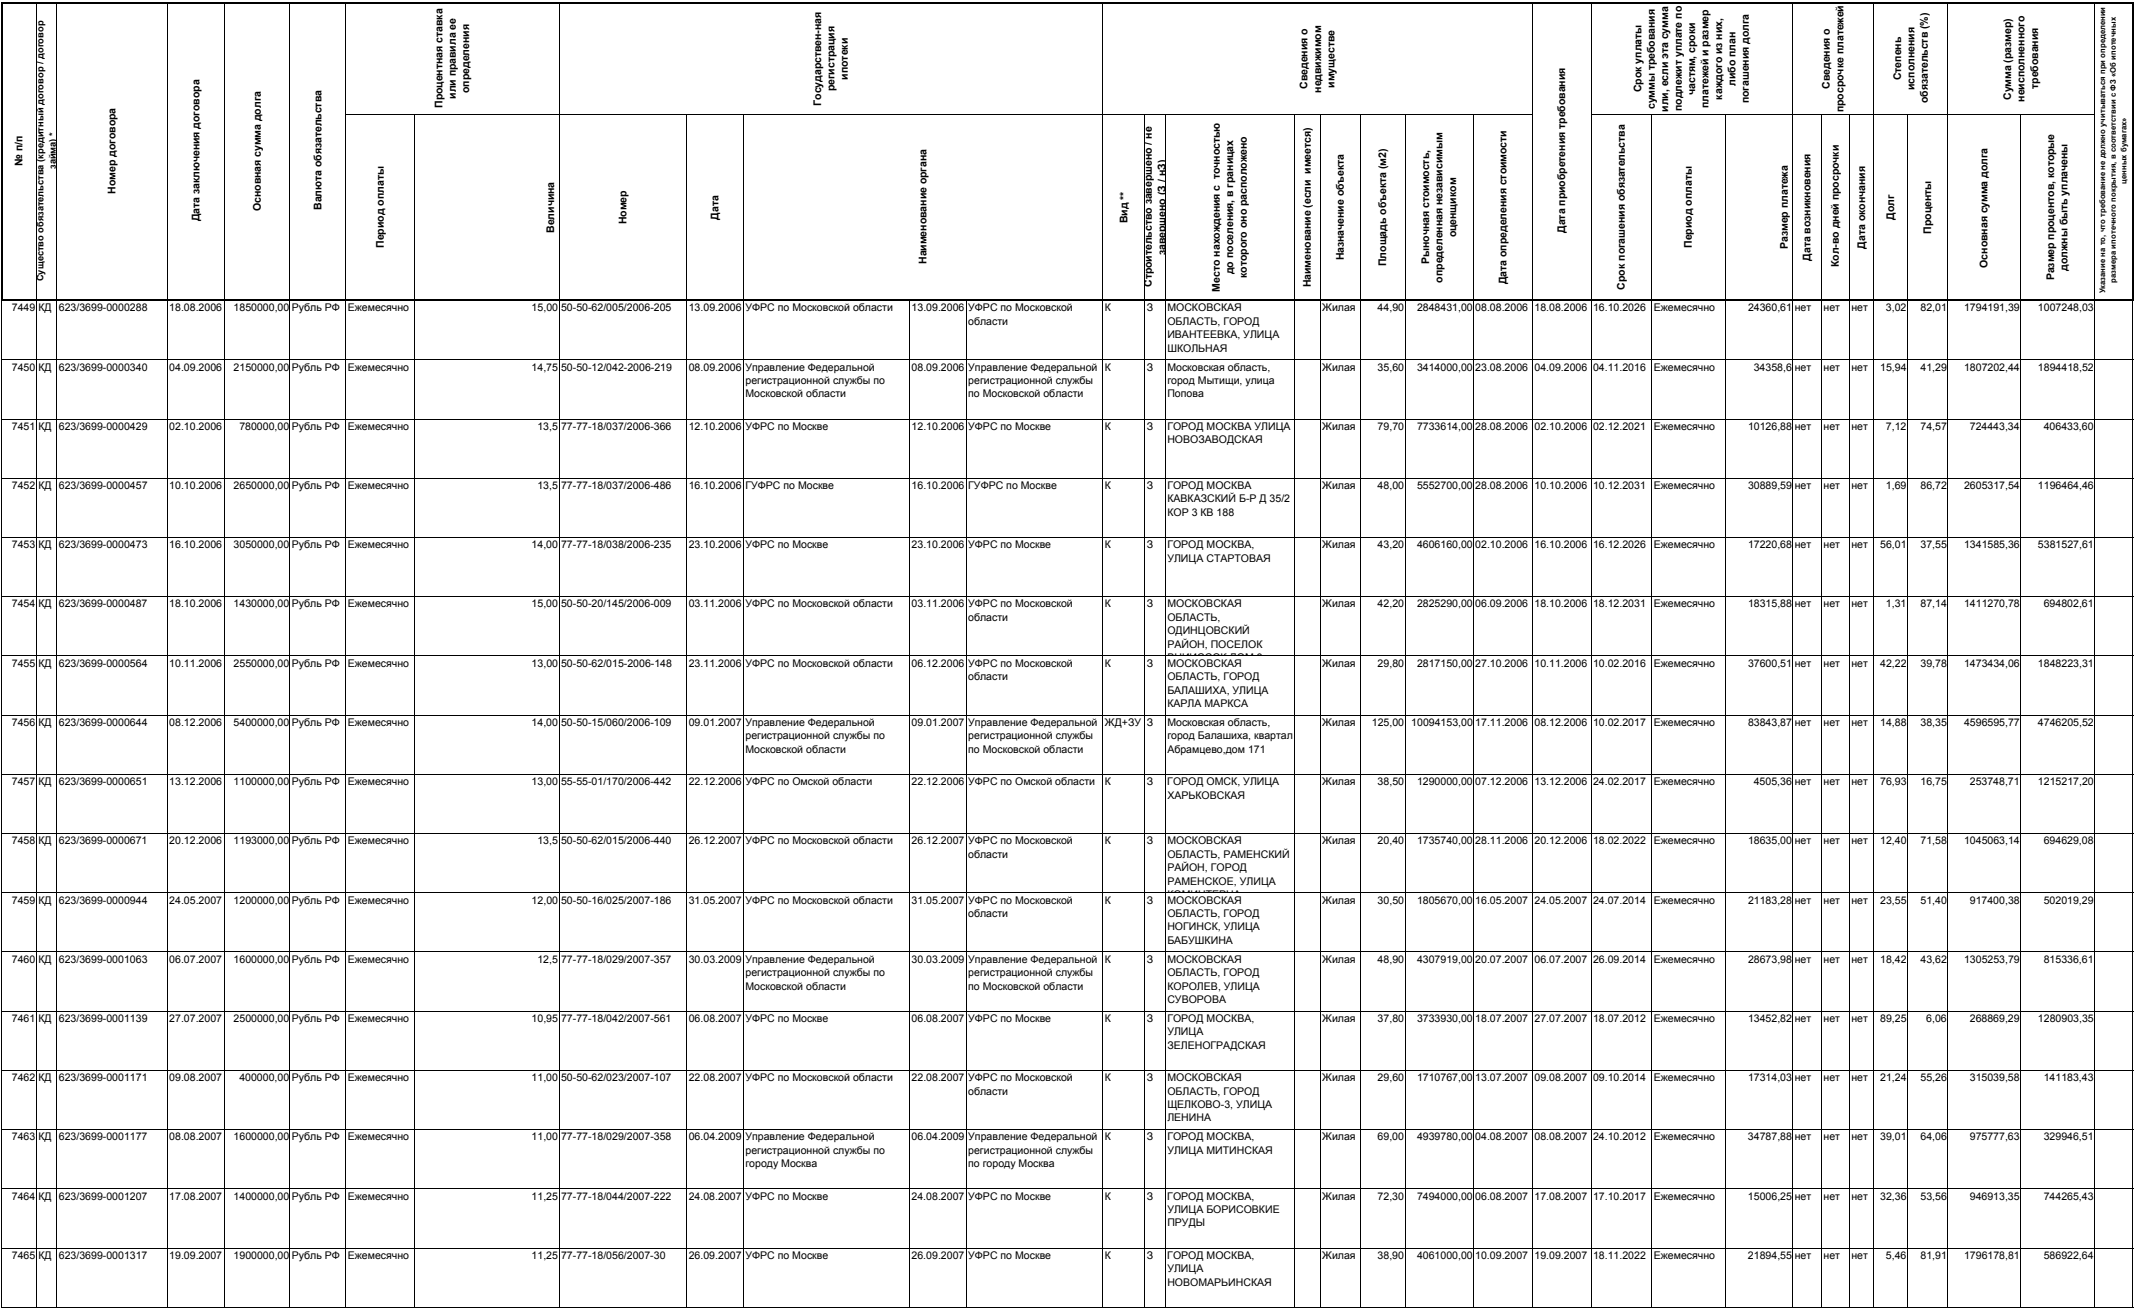 № п/п
Существо обязательства (кредитный договор / договор займа) *
Номер договора
Дата заключения договора
Основная сумма долга
Валюта обязательства
Процентная ставка или правила ее определения
Период оплаты
Величина
Государствен-ная регистрация ипотеки
Номер
Дата
Наименование органа
Сведения о недвижимом имуществе
Вид **
Строительство завершено / не завершено (З / нЗ)
Место нахождения с точностью до поселения, в границах которого оно расположено
Наименование (если имеется)
Назначение объекта
Площадь объекта (м2)
Рыночная стоимость, определенная независимым оценщиком
Дата определения стоимости
Дата приобретения требования
Срок уплаты суммы требования или, если эта сумма подлежит уплате по частям, сроки платежей и размер каждого из них, либо план погашения долга
Срок погашения обязательства
Период оплаты
Размер платежа
Сведения о просрочке платежей
Дата возникновения
Кол-во дней просрочки
Дата окончания
Степень исполнения обязательств (%)
Долг
Проценты
Сумма (размер) неисполненного требования
Основная сумма долга
Размер процентов, которые должны быть уплачены
Указание на то, что требование не должно учитываться при определении размера ипотечного покрытия, в соответствии с ФЗ «Об ипотечных ценных бумагах»
7449 КД 623/3699-0000288 18.08.2006 1850000,00 Рубль РФ Ежемесячно 15,00 50-50-62/005/2006-205 13.09.2006 УФРС по Московской области 13.09.2006 УФРС по Московской области К З МОСКОВСКАЯ ОБЛАСТЬ, ГОРОД ИВАНТЕЕВКА, УЛИЦА ШКОЛЬНАЯ Жилая 44,90 2848431,00 08.08.2006 18.08.2006 16.10.2026 Ежемесячно 24360,61 нет нет нет 3,02 82,01 1794191,39 1007248,03
7450 КД 623/3699-0000340 04.09.2006 2150000,00 Рубль РФ Ежемесячно 14,75 50-50-12/042-2006-219 08.09.2006 Управление Федеральной регистрационной службы по Московской области 08.09.2006 Управление Федеральной регистрационной службы по Московской области К З Московская область, город Мытищи, улица Попова Жилая 35,60 3414000,00 23.08.2006 04.09.2006 04.11.2016 Ежемесячно 34358,6 нет нет нет 15,94 41,29 1807202,44 1894418,52
7451 КД 623/3699-0000429 02.10.2006 780000,00 Рубль РФ Ежемесячно 13,5 77-77-18/037/2006-366 12.10.2006 УФРС по Москве 12.10.2006 УФРС по Москве К З ГОРОД МОСКВА УЛИЦА НОВОЗАВОДСКАЯ Жилая 79,70 7733614,00 28.08.2006 02.10.2006 02.12.2021 Ежемесячно 10126,88 нет нет нет 7,12 74,57 724443,34 406433,60
7452 КД 623/3699-0000457 10.10.2006 2650000,00 Рубль РФ Ежемесячно 13,5 77-77-18/037/2006-486 16.10.2006 ГУФРС по Москве 16.10.2006 ГУФРС по Москве К З ГОРОД МОСКВА КАВКАЗСКИЙ Б-Р Д 35/2 КОР 3 КВ 188 Жилая 48,00 5552700,00 28.08.2006 10.10.2006 10.12.2031 Ежемесячно 30889,59 нет нет нет 1,69 86,72 2605317,54 1196464,46
7453 КД 623/3699-0000473 16.10.2006 3050000,00 Рубль РФ Ежемесячно 14,00 77-77-18/038/2006-235 23.10.2006 УФРС по Москве 23.10.2006 УФРС по Москве К З ГОРОД МОСКВА, УЛИЦА СТАРТОВАЯ Жилая 43,20 4606160,00 02.10.2006 16.10.2006 16.12.2026 Ежемесячно 17220,68 нет нет нет 56,01 37,55 1341585,36 5381527,61
7454 КД 623/3699-0000487 18.10.2006 1430000,00 Рубль РФ Ежемесячно 15,00 50-50-20/145/2006-009 03.11.2006 УФРС по Московской области 03.11.2006 УФРС по Московской области К З МОСКОВСКАЯ ОБЛАСТЬ, ОДИНЦОВСКИЙ РАЙОН, ПОСЕЛОК Жилая 42,20 2825290,00 06.09.2006 18.10.2006 18.12.2031 Ежемесячно 18315,88 нет нет нет 1,31 87,14 1411270,78 694802,61
7455 КД 623/3699-0000564 10.11.2006 2550000,00 Рубль РФ Ежемесячно 13,00 50-50-62/015-2006-148 23.11.2006 УФРС по Московской области 06.12.2006 УФРС по Московской области К З МОСКОВСКАЯ ОБЛАСТЬ, ГОРОД БАЛАШИХА, УЛИЦА КАРЛА МАРКСА Жилая 29,80 2817150,00 27.10.2006 10.11.2006 10.02.2016 Ежемесячно 37600,51 нет нет нет 42,22 39,78 1473434,06 1848223,31
7456 КД 623/3699-0000644 08.12.2006 5400000,00 Рубль РФ Ежемесячно 14,00 50-50-15/060/2006-109 09.01.2007 Управление Федеральной регистрационной службы по Московской области 09.01.2007 Управление Федеральной регистрационной службы по Московской области ЖД+ЗУ З Московская область, город Балашиха, квартал Абрамцево,дом 171 Жилая 125,00 10094153,00 17.11.2006 08.12.2006 10.02.2017 Ежемесячно 83843,87 нет нет нет 14,88 38,35 4596595,77 4746205,52
7457 КД 623/3699-0000651 13.12.2006 1100000,00 Рубль РФ Ежемесячно 13,00 55-55-01/170/2006-442 22.12.2006 УФРС по Омской области 22.12.2006 УФРС по Омской области К З ГОРОД ОМСК, УЛИЦА ХАРЬКОВСКАЯ Жилая 38,50 1290000,00 07.12.2006 13.12.2006 24.02.2017 Ежемесячно 4505,36 нет нет нет 76,93 16,75 253748,71 1215217,20
7458 КД 623/3699-0000671 20.12.2006 1193000,00 Рубль РФ Ежемесячно 13,5 50-50-62/015/2006-440 26.12.2007 УФРС по Московской области 26.12.2007 УФРС по Московской области К З МОСКОВСКАЯ ОБЛАСТЬ, РАМЕНСКИЙ РАЙОН, ГОРОД РАМЕНСКОЕ, УЛИЦА Жилая 20,40 1735740,00 28.11.2006 20.12.2006 18.02.2022 Ежемесячно 18635,00 нет нет нет 12,40 71,58 1045063,14 694629,08
7459 КД 623/3699-0000944 24.05.2007 1200000,00 Рубль РФ Ежемесячно 12,00 50-50-16/025/2007-186 31.05.2007 УФРС по Московской области 31.05.2007 УФРС по Московской области К З МОСКОВСКАЯ ОБЛАСТЬ, ГОРОД НОГИНСК, УЛИЦА БАБУШКИНА Жилая 30,50 1805670,00 16.05.2007 24.05.2007 24.07.2014 Ежемесячно 21183,28 нет нет нет 23,55 51,40 917400,38 502019,29
7460 КД 623/3699-0001063 06.07.2007 1600000,00 Рубль РФ Ежемесячно 12,5 77-77-18/029/2007-357 30.03.2009 Управление Федеральной регистрационной службы по Московской области 30.03.2009 Управление Федеральной регистрационной службы по Московской области К З МОСКОВСКАЯ ОБЛАСТЬ, ГОРОД КОРОЛЕВ, УЛИЦА СУВОРОВА Жилая 48,90 4307919,00 20.07.2007 06.07.2007 26.09.2014 Ежемесячно 28673,98 нет нет нет 18,42 43,62 1305253,79 815336,61
7461 КД 623/3699-0001139 27.07.2007 2500000,00 Рубль РФ Ежемесячно 10,95 77-77-18/042/2007-561 06.08.2007 УФРС по Москве 06.08.2007 УФРС по Москве К З ГОРОД МОСКВА, УЛИЦА ЗЕЛЕНОГРАДСКАЯ Жилая 37,80 3733930,00 18.07.2007 27.07.2007 18.07.2012 Ежемесячно 13452,82 нет нет нет 89,25 6,06 268869,29 1280903,35
7462 КД 623/3699-0001171 09.08.2007 400000,00 Рубль РФ Ежемесячно 11,00 50-50-62/023/2007-107 22.08.2007 УФРС по Московской области 22.08.2007 УФРС по Московской области К З МОСКОВСКАЯ ОБЛАСТЬ, ГОРОД ЩЕЛКОВО-3, УЛИЦА ЛЕНИНА Жилая 29,60 1710767,00 13.07.2007 09.08.2007 09.10.2014 Ежемесячно 17314,03 нет нет нет 21,24 55,26 315039,58 141183,43
7463 КД 623/3699-0001177 08.08.2007 1600000,00 Рубль РФ Ежемесячно 11,00 77-77-18/029/2007-358 06.04.2009 Управление Федеральной регистрационной службы по городу Москва 06.04.2009 Управление Федеральной регистрационной службы по городу Москва К З ГОРОД МОСКВА, УЛИЦА МИТИНСКАЯ Жилая 69,00 4939780,00 04.08.2007 08.08.2007 24.10.2012 Ежемесячно 34787,88 нет нет нет 39,01 64,06 975777,63 329946,51
7464 КД 623/3699-0001207 17.08.2007 1400000,00 Рубль РФ Ежемесячно 11,25 77-77-18/044/2007-222 24.08.2007 УФРС по Москве 24.08.2007 УФРС по Москве К З ГОРОД МОСКВА, УЛИЦА БОРИСОВКИЕ ПРУДЫ Жилая 72,30 7494000,00 06.08.2007 17.08.2007 17.10.2017 Ежемесячно 15006,25 нет нет нет 32,36 53,56 946913,35 744265,43
7465 КД 623/3699-0001317 19.09.2007 1900000,00 Рубль РФ Ежемесячно 11,25 77-77-18/056/2007-30 26.09.2007 УФРС по Москве 26.09.2007 УФРС по Москве К З ГОРОД МОСКВА, УЛИЦА НОВОМАРЬИНСКАЯ Жилая 38,90 4061000,00 10.09.2007 19.09.2007 18.11.2022 Ежемесячно 21894,55 нет нет нет 5,46 81,91 1796178,81 586922,64